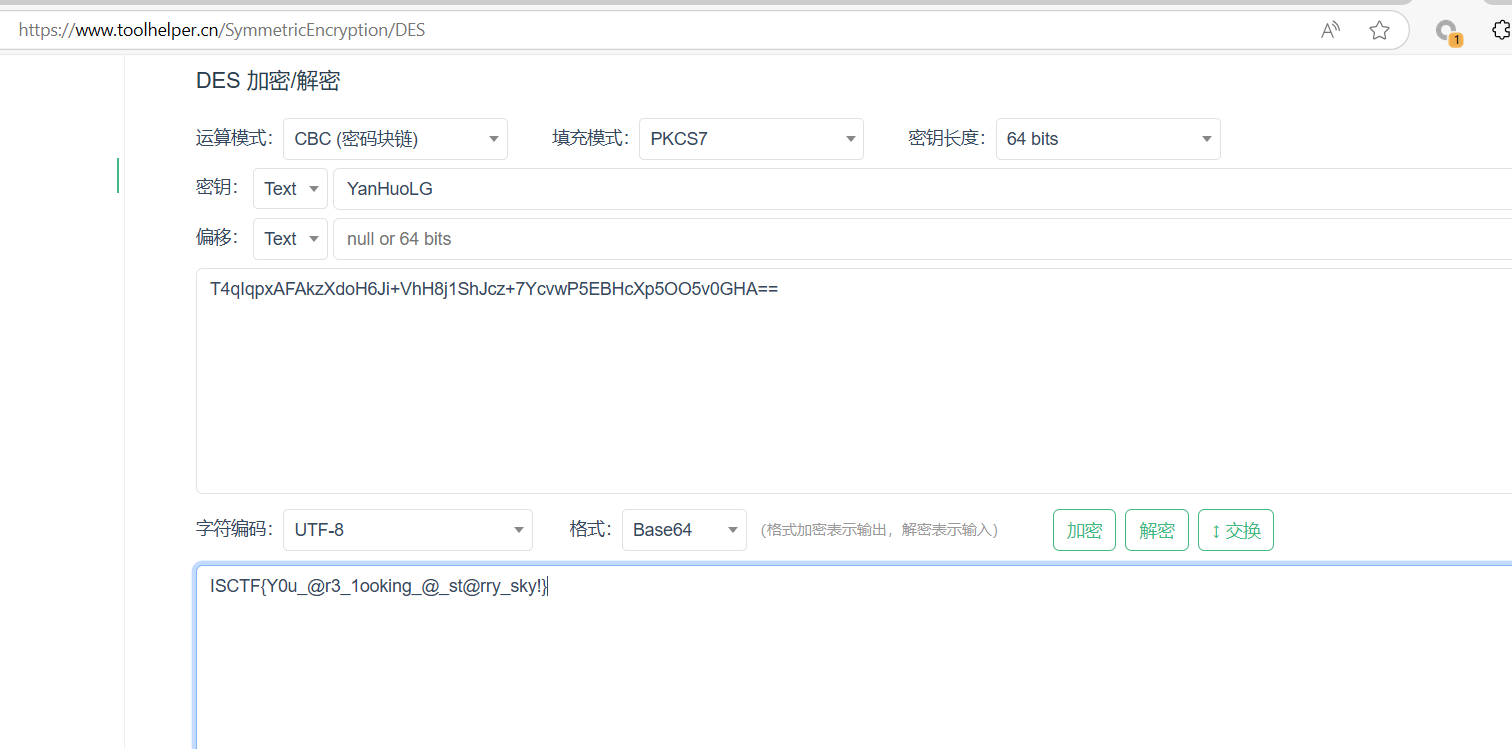 https://www.toolhelper.cn/SymmetricEncryption/DES
1
DES 加密/解密
运算模式： CBC (密码块链) 填充模式： PKCS7 密钥长度： 64 bits
密钥： Text YanHuoLG
偏移： Text null or 64 bits
T4qIqpxAFAkzXdoH6Ji+VhH8j1ShJcz+7YcvwP5EBHcXp5OO5v0GHA==
字符编码： UTF-8 格式： Base64 (格式加密表示输出，解密表示输入) 加密 解密 ↕ 交换
ISCTF{Y0u_@r3_1ooking_@_st@rry_sky!}